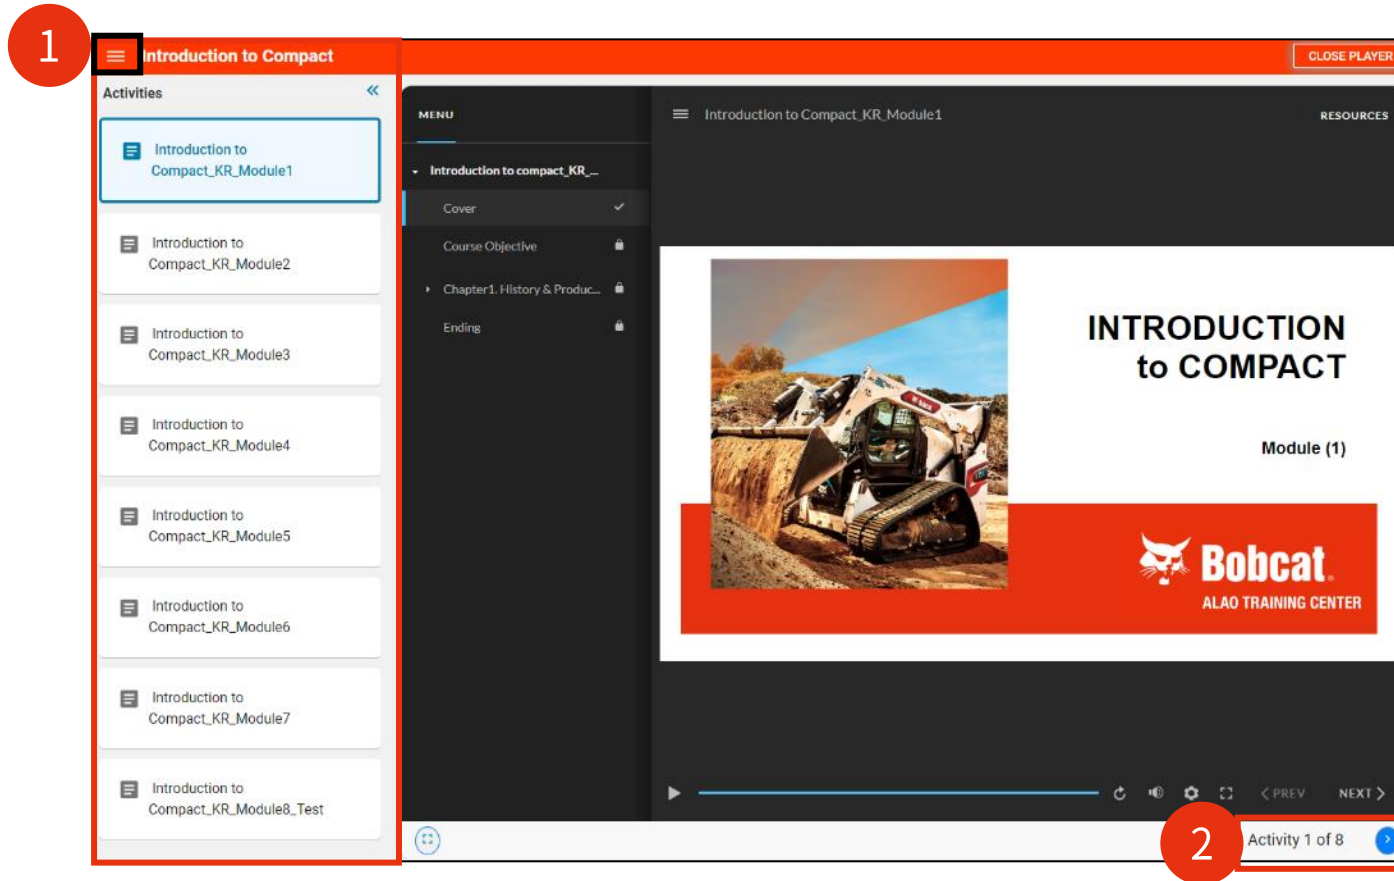 1
Introduction to Compact
CLOSE PLAYER
Activities
Introduction to
Compact_KR_Module1
Introduction to
Compact_KR_Module2
Introduction to
Compact_KR_Module3
Introduction to
Compact_KR_Module4
Introduction to
Compact_KR_Module5
Introduction to
Compact_KR_Module6
Introduction to
Compact_KR_Module7
Introduction to
Compact_KR_Module8_Test
MENU
Introduction to compact_KR_...
Cover
Course Objective
Chapter1. History & Produc...
Ending
Introduction to Compact_KR_Module1
RESOURCES
INTRODUCTION
to COMPACT
Module (1)
Bobcat
ALAO TRAINING CENTER
PREV
NEXT
2
Activity 1 of 8